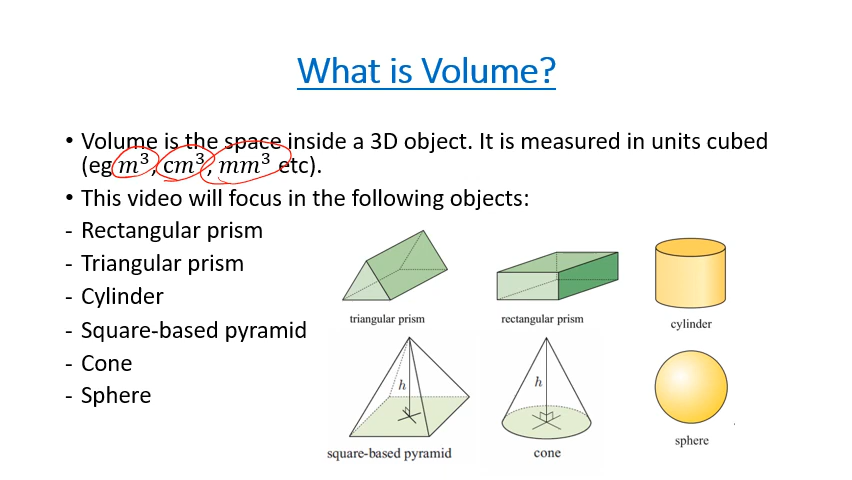 What is Volume?
• Volume is the space inside a 3D object. It is measured in units cubed
(eg m³, cm³, mm³ etc).
• This video will focus in the following objects:
- Rectangular prism
- Triangular prism
- Cylinder
- Square-based pyramid
- Cone
- Sphere
triangular prism
rectangular prism
cylinder
h
h
square-based pyramid
cone
sphere